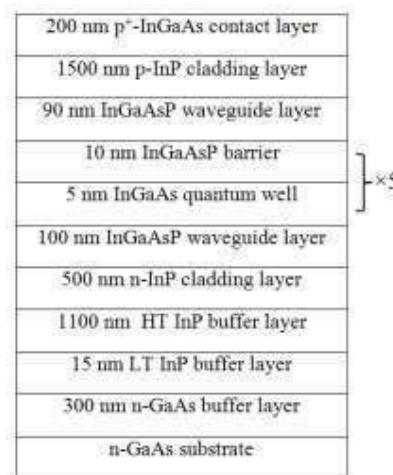 200 nm p⁺-InGaAs contact layer
1500 nm p-InP cladding layer
90 nm InGaAsP waveguide layer
10 nm InGaAsP barrier
×5
5 nm InGaAs quantum well
100 nm InGaAsP waveguide layer
500 nm n-InP cladding layer
1100 nm HT InP buffer layer
15 nm LT InP buffer layer
300 nm n-GaAs buffer layer
n-GaAs substrate